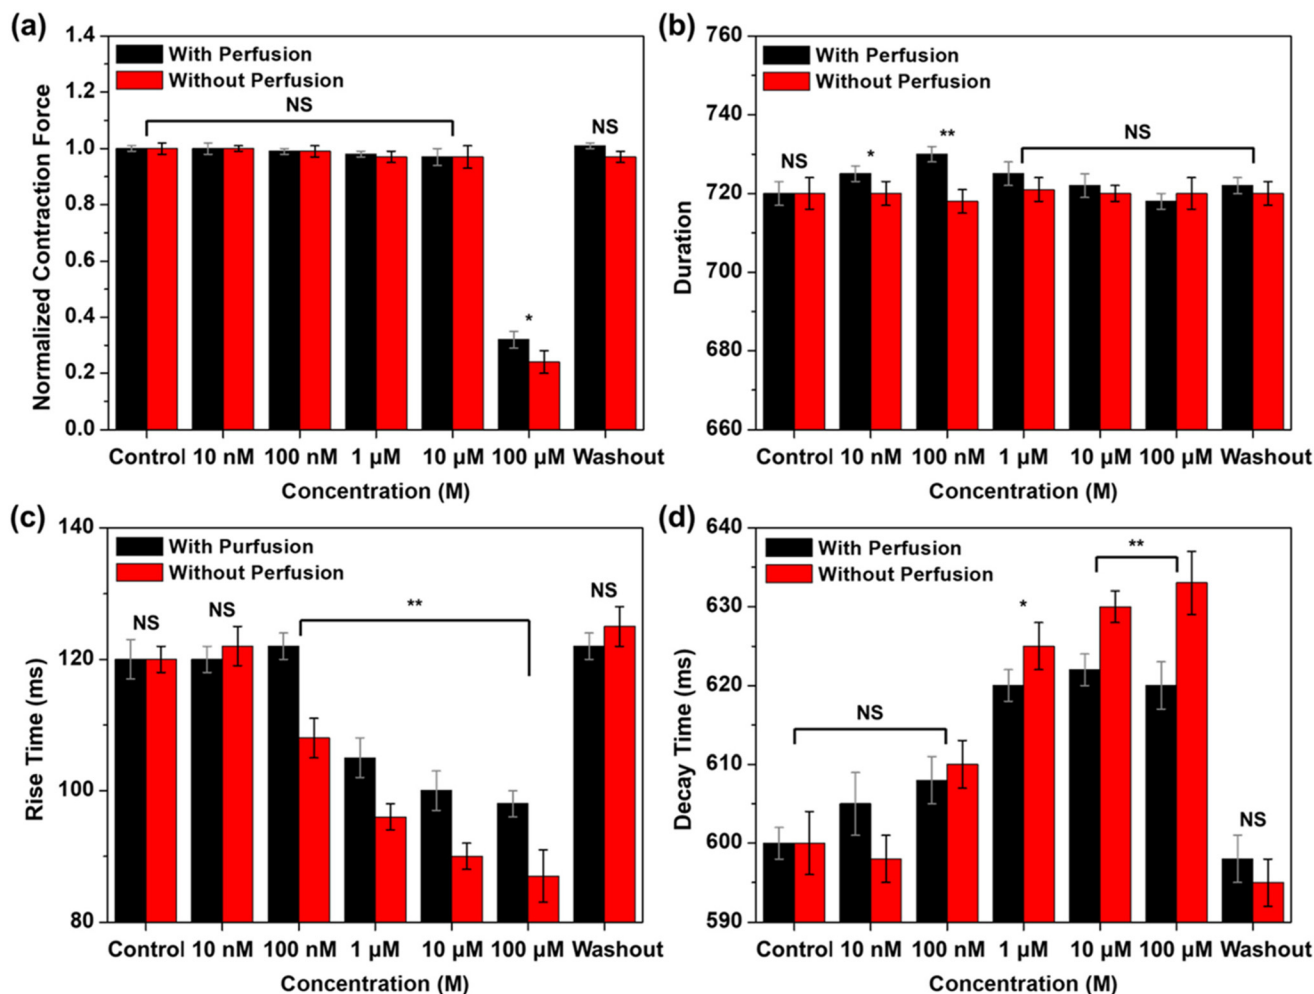 (a)
1.4
1.2
1.0
0.8
0.6
0.4
0.2
0.0
Normalized Contraction Force
With Perfusion
Without Perfusion
NS
*
NS
Control 10 nM 100 nM 1 µM 10 µM 100 µM Washout
Concentration (M)
(b)
760
740
720
700
680
660
Duration
With Perfusion
Without Perfusion
NS
*
**
NS
Control 10 nM 100 nM 1 µM 10 µM 100 µM Washout
Concentration (M)
(c)
140
120
100
80
Rise Time (ms)
With Purfusion
Without Perfusion
NS
NS
**
NS
Control 10 nM 100 nM 1 µM 10 µM 100 µM Washout
Concentration (M)
(d)
640
630
620
610
600
590
Decay Time (ms)
With Perfusion
Without Perfusion
NS
*
**
NS
Control 10 nM 100 nM 1 µM 10 µM 100 µM Washout
Concentration (M)